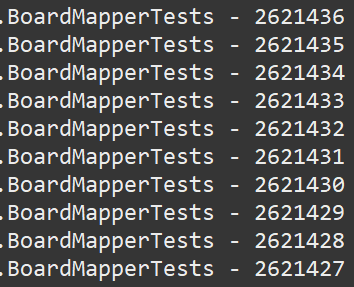 .BoardMapperTests - 2621436
.BoardMapperTests - 2621435
.BoardMapperTests - 2621434
.BoardMapperTests - 2621433
.BoardMapperTests - 2621432
.BoardMapperTests - 2621431
.BoardMapperTests - 2621430
.BoardMapperTests - 2621429
.BoardMapperTests - 2621428
.BoardMapperTests - 2621427